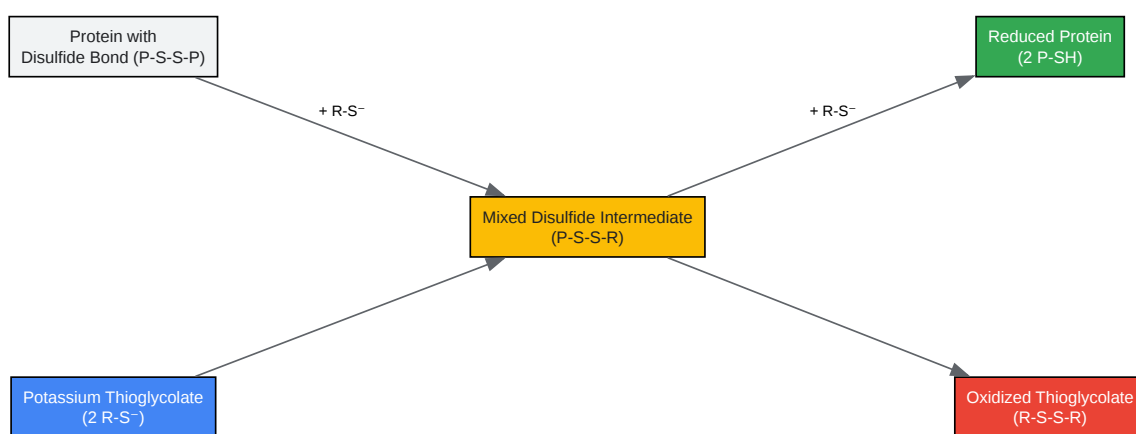 Protein with
Disulfide Bond (P-S-S-P)
Reduced Protein
(2 P-SH)
+ R-S⁻
+ R-S⁻
Mixed Disulfide Intermediate
(P-S-S-R)
Potassium Thioglycolate
(2 R-S⁻)
Oxidized Thioglycolate
(R-S-S-R)